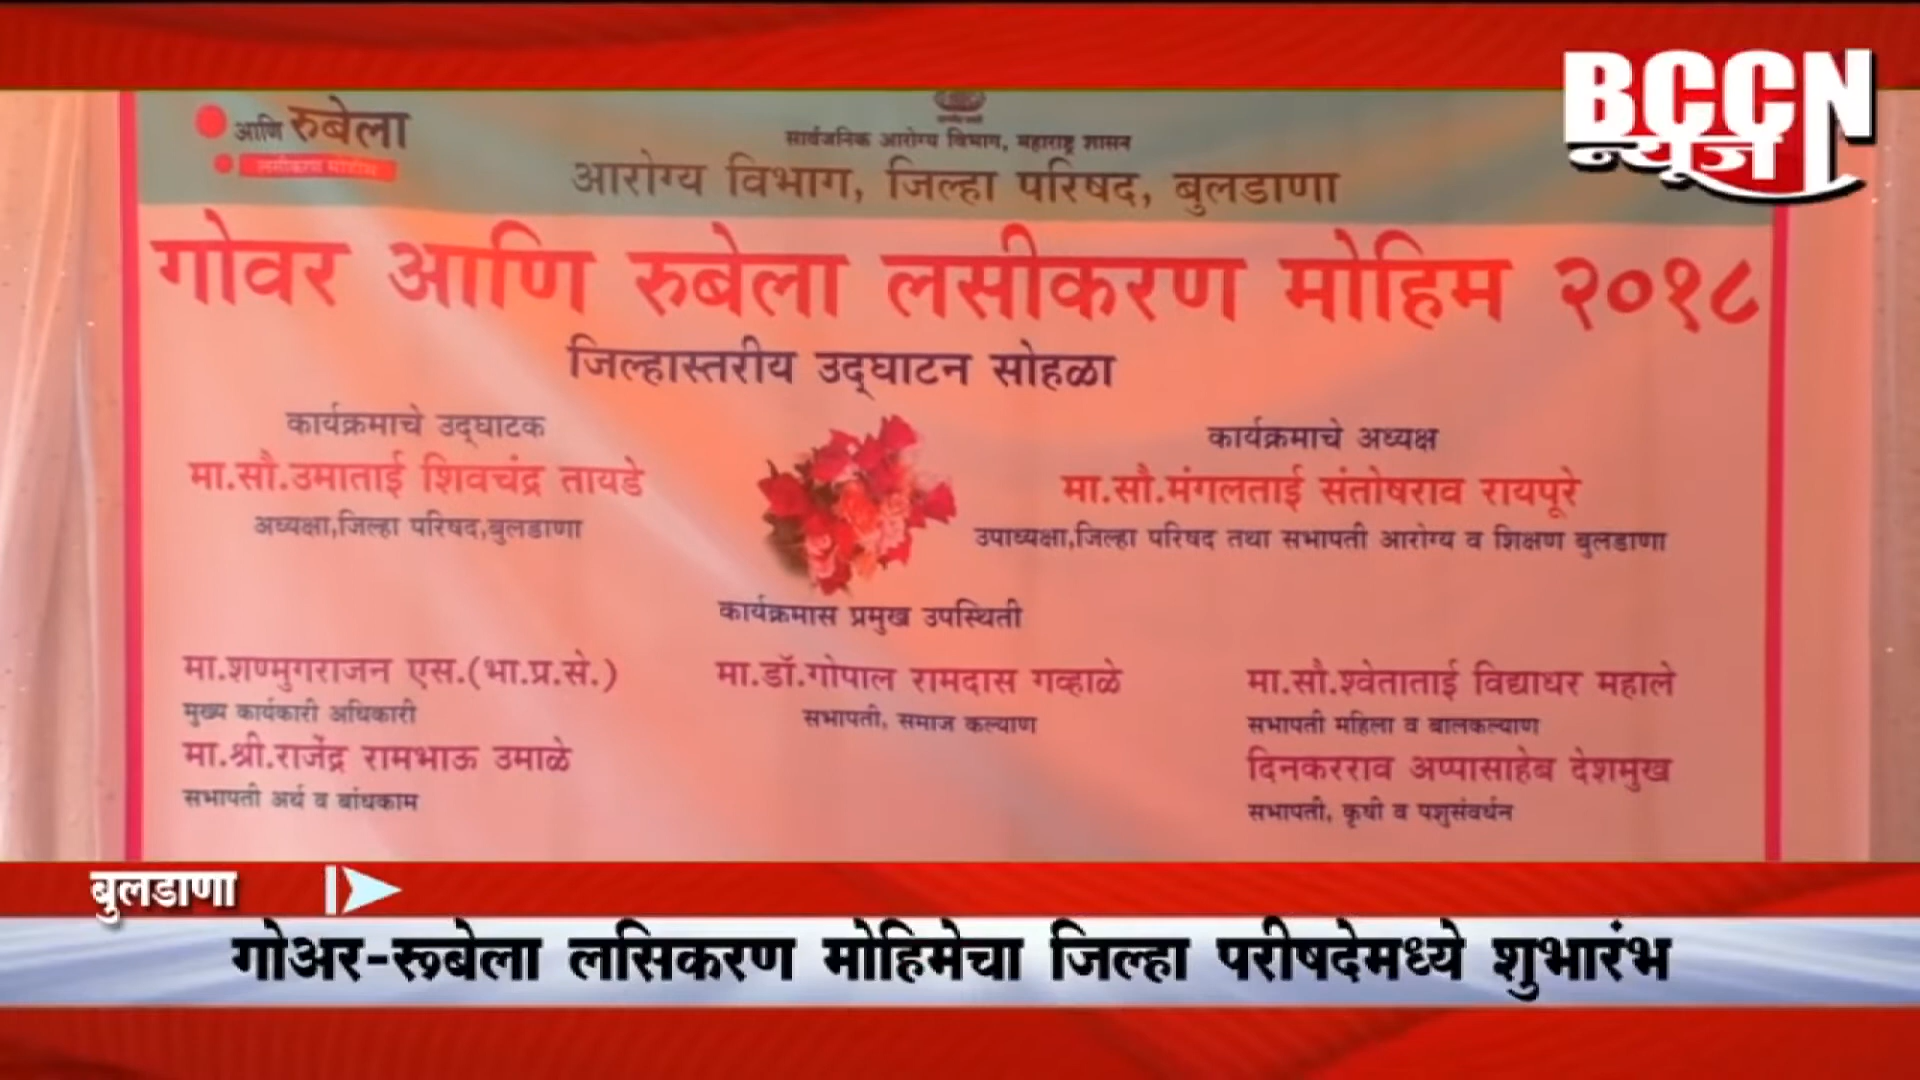 BCCN
न्यूज
आणि रुबेला
लसीकरण मोहीम
सार्वजनिक आरोग्य विभाग, महाराष्ट्र शासन
आरोग्य विभाग, जिल्हा परिषद, बुलडाणा
गोवर आणि रुबेला लसीकरण मोहिम २०१८
जिल्हास्तरीय उद्घाटन सोहळा
कार्यक्रमाचे उद्घाटक
मा.सौ.उमाताई शिवचंद्र तायडे
अध्यक्षा,जिल्हा परिषद,बुलडाणा
कार्यक्रमाचे अध्यक्ष
मा.सौ.मंगलताई संतोषराव रायपूरे
उपाध्यक्षा,जिल्हा परिषद तथा सभापती आरोग्य व शिक्षण बुलडाणा
कार्यक्रमास प्रमुख उपस्थिती
मा.शण्मुगराजन एस.(भा.प्र.से.)
मुख्य कार्यकारी अधिकारी
मा.श्री.राजेंद्र रामभाऊ उमाळे
सभापती अर्थ व बांधकाम
मा.डॉ.गोपाल रामदास गव्हाळे
सभापती, समाज कल्याण
मा.सौ.श्वेताताई विद्याधर महाले
सभापती महिला व बालकल्याण
दिनकरराव अप्पासाहेब देशमुख
सभापती, कृषी व पशुसंवर्धन
बुलडाणा
गोअर-रूबेला लसिकरण मोहिमेचा जिल्हा परीषदेमध्ये शुभारंभ